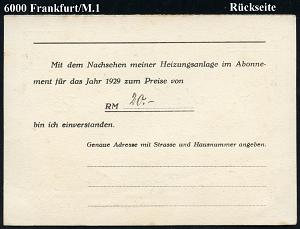 6000 Frankfurt/M.1 Rückseite
Mit dem Nachsehen meiner Heizungsanlage im Abonne-
ment für das Jahr 1929 zum Preise von
RM 20.-
bin ich einverstanden.
Genaue Adresse mit Strasse und Hausnummer angeben.